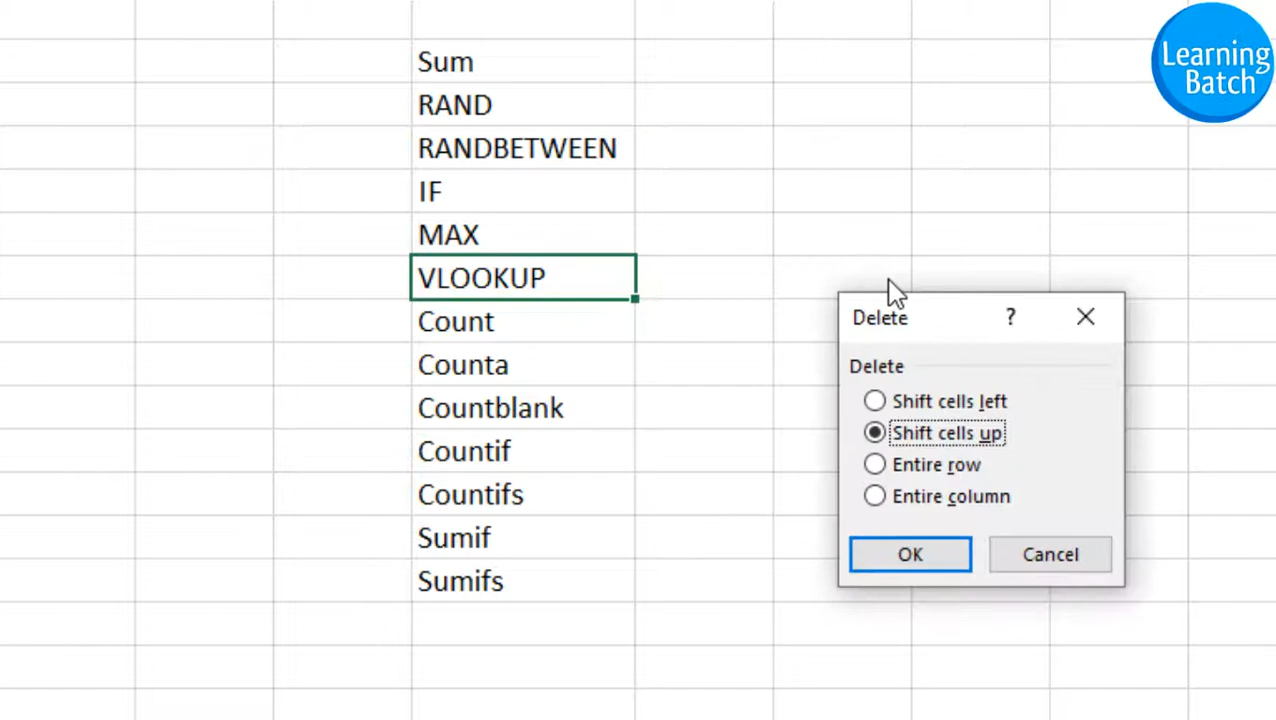 Learning
Batch
Sum
RAND
RANDBETWEEN
IF
MAX
VLOOKUP
Count
Counta
Countblank
Countif
Countifs
Sumif
Sumifs
Delete ?
Delete
Shift cells left
Shift cells up
Entire row
Entire column
OK Cancel